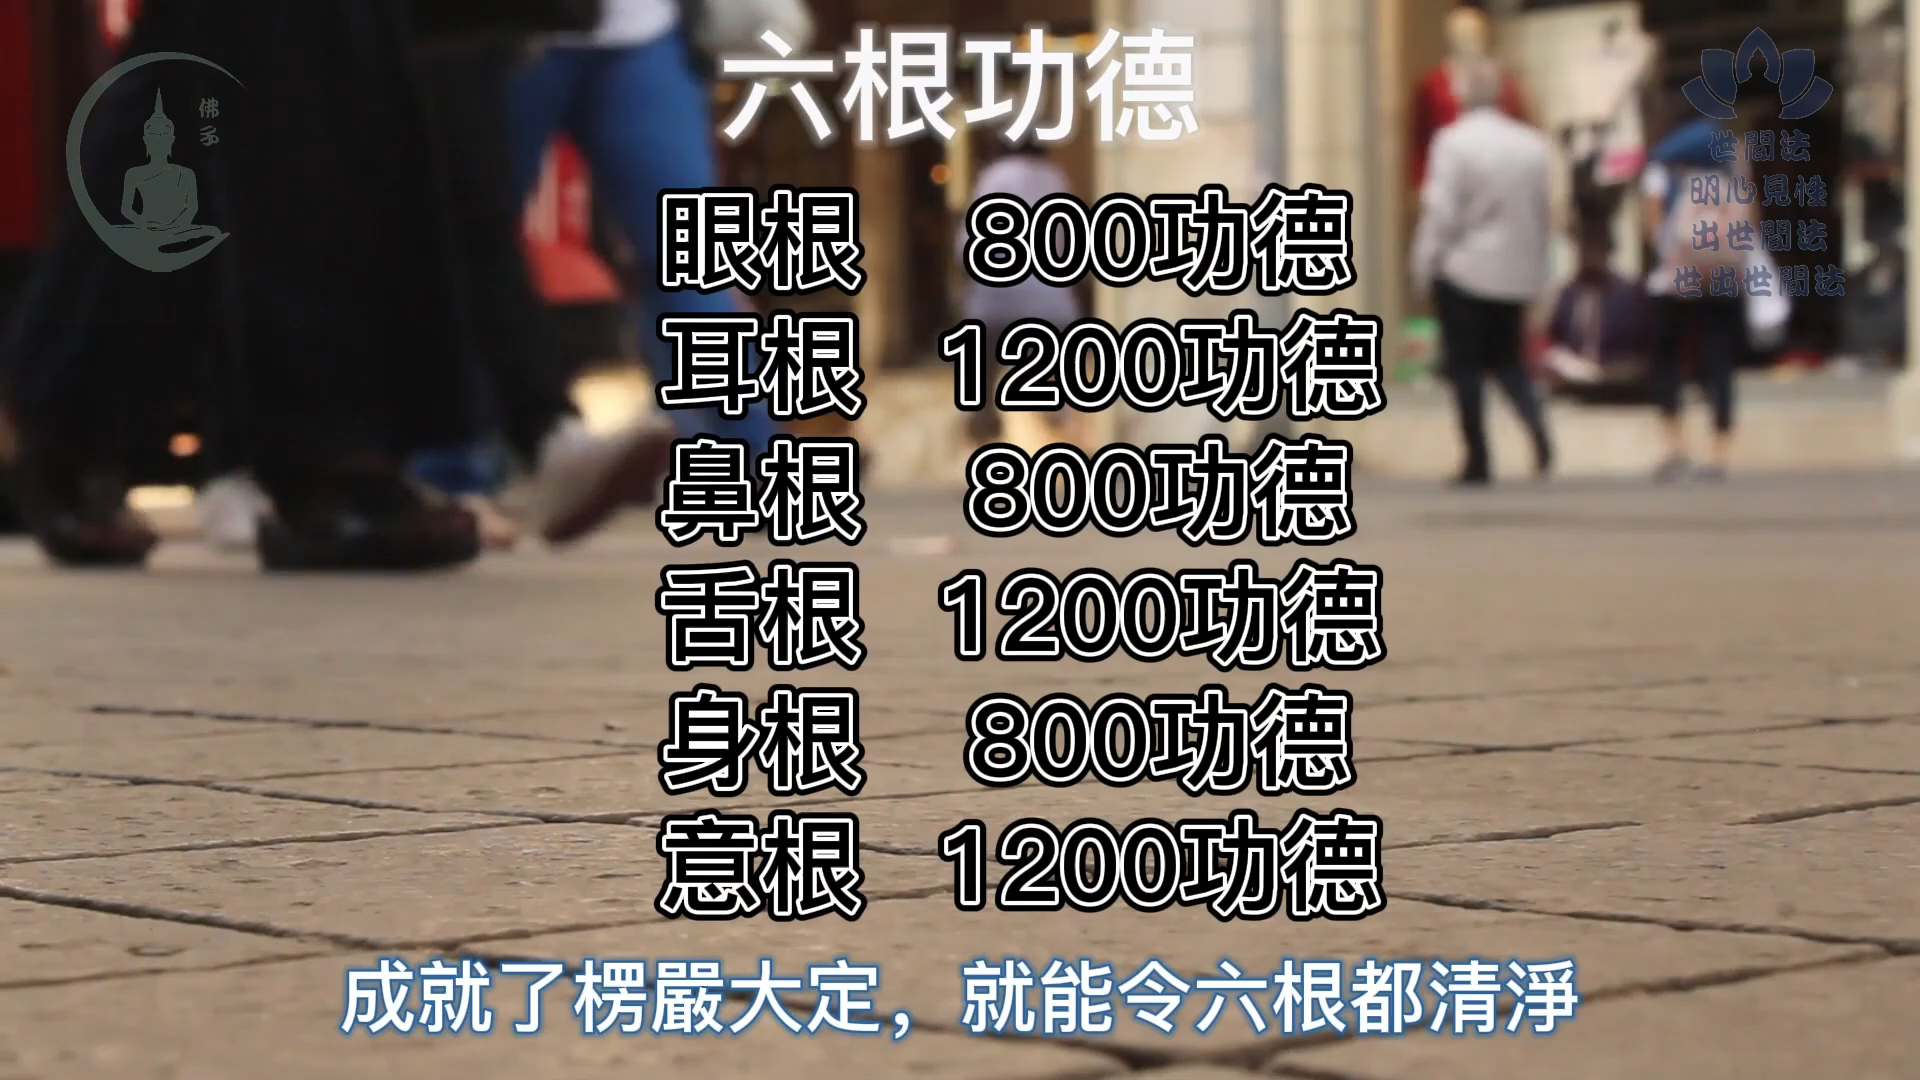 六根功德
佛子
世間法
明心見性
出世間法
世出世間法
眼根 800功德
耳根 1200功德
鼻根 800功德
舌根 1200功德
身根 800功德
意根 1200功德
成就了楞嚴大定，就能令六根都清淨